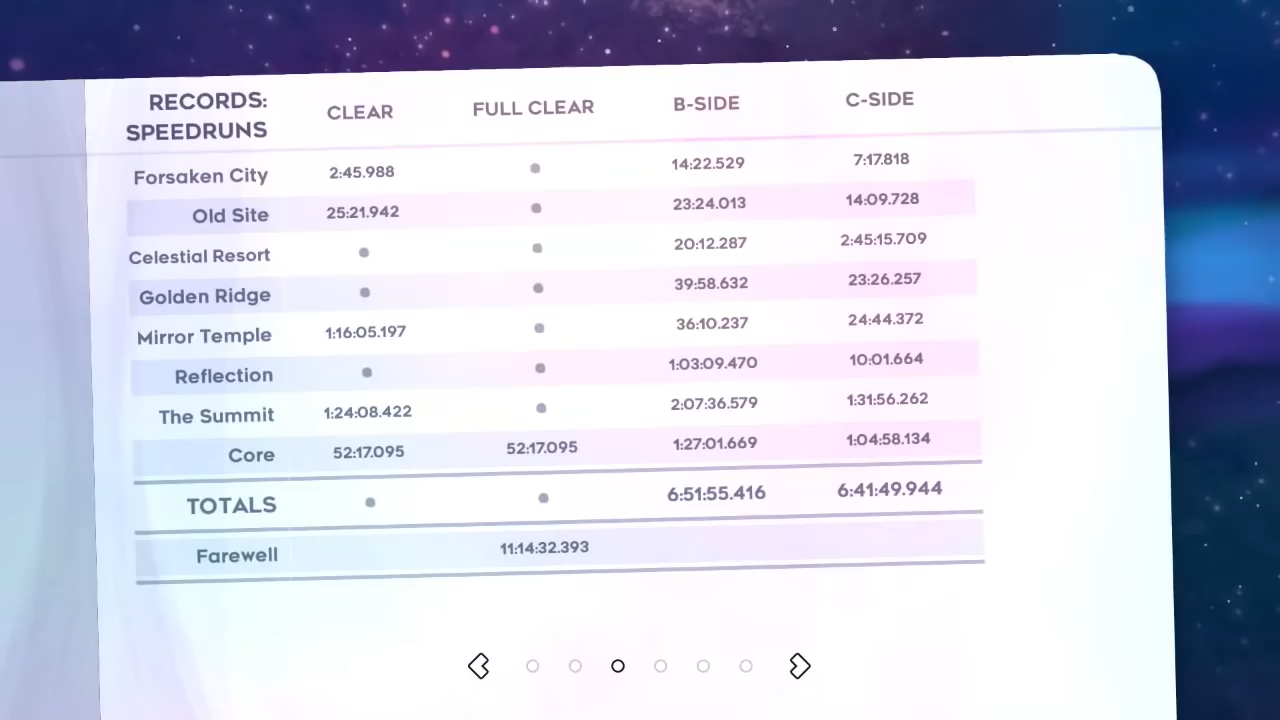 RECORDS: CLEAR FULL CLEAR B-SIDE C-SIDE
SPEEDRUNS
Forsaken City 2:45.988 14:22.529 7:17.818
Old Site 25:21.942 23:24.013 14:09.728
Celestial Resort 20:12.287 2:45:15.709
Golden Ridge 39:58.632 23:26.257
Mirror Temple 1:16:05.197 36:10.237 24:44.372
Reflection 1:03:09.470 10:01.664
The Summit 1:24:08.422 2:07:36.579 1:31:56.262
Core 52:17.095 52:17.095 1:27:01.669 1:04:58.134
TOTALS 6:51:55.416 6:41:49.944
Farewell 11:14:32.393